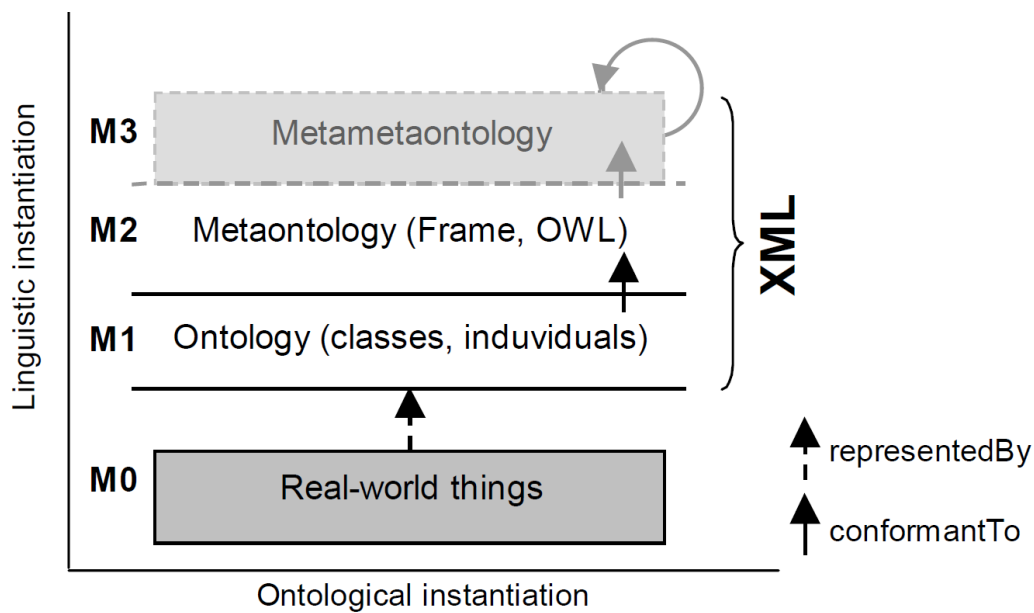 Linguistic instantiation
M3
Metametaontology
M2
Metaontology (Frame, OWL)
M1
Ontology (classes, induviduals)
XML
M0
Real-world things
representedBy
conformantTo
Ontological instantiation